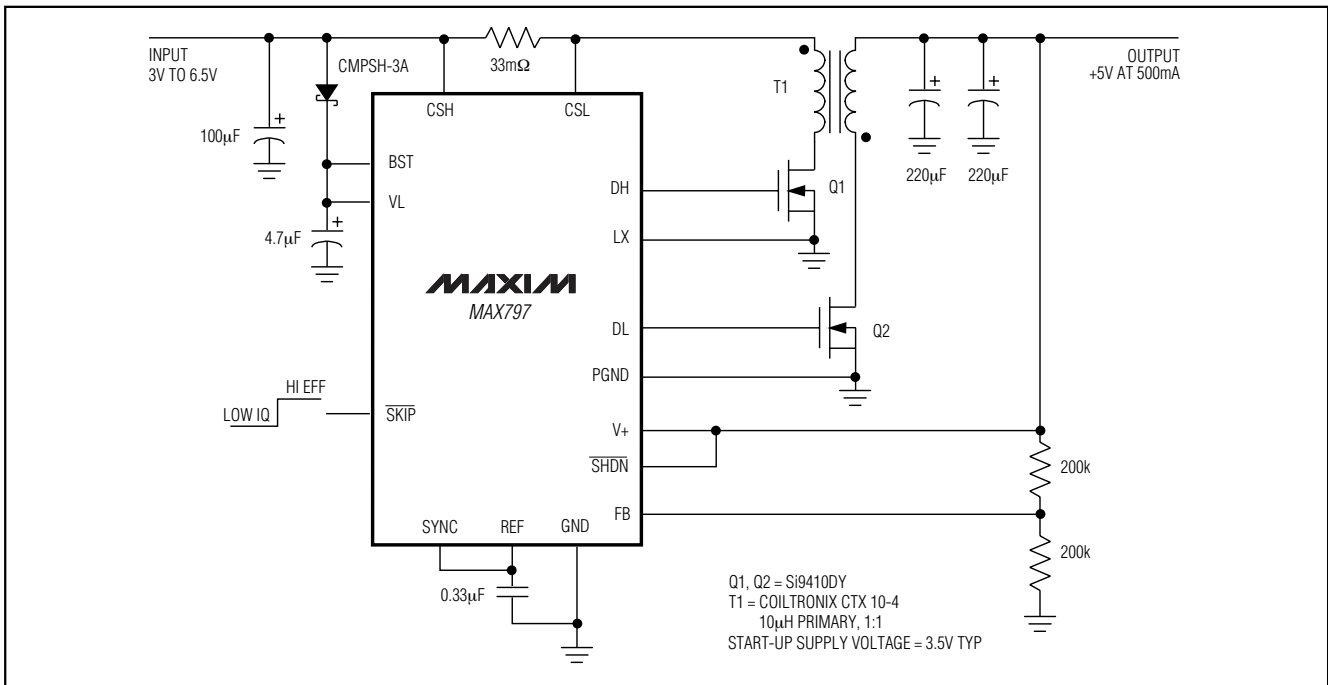 INPUT
3V TO 6.5V
CMPSH-3A
33mΩ
T1
OUTPUT
+5V AT 500mA
CSH
CSL
100µF
+
+
+
220µF
220µF
BST
DH
Q1
VL
+
4.7µF
LX
MAXIM
MAX797
DL
Q2
PGND
HI EFF
LOW IQ
SKIP
V+
SHDN
200k
FB
SYNC
REF
GND
200k
0.33µF
Q1, Q2 = Si9410DY
T1 = COILTRONIX CTX 10-4
10µH PRIMARY, 1:1
START-UP SUPPLY VOLTAGE = 3.5V TYP